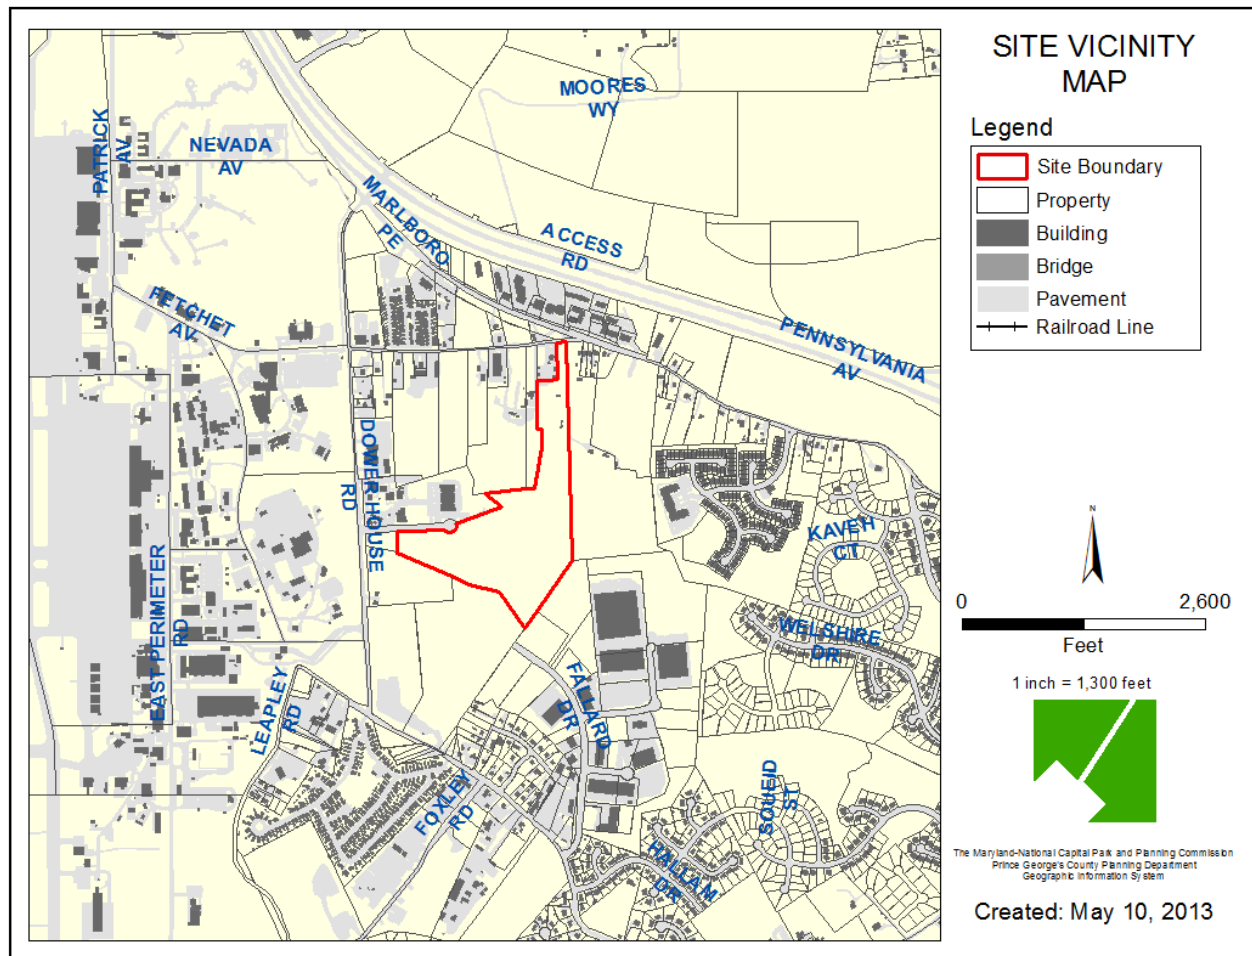 SITE VICINITY
MAP
Legend
Site Boundary
Property
Building
Bridge
Pavement
Railroad Line
N
0 2,600
Feet
1 inch = 1,300 feet
The Maryland-National Capital Park and Planning Commission
Prince George's County Planning Department
Geographic Information System
Created: May 10, 2013
MOORES
WY
PATRICK
AV
NEVADA
AV
MARLBORO
PE
ACCESS
RD
FETCHET
AV
PENNSYLVANIA
AV
DOWER HOUSE
RD
KAVEH
CT
EAST PERIMETER
RD
WELSHIRE
DR
LEAPLEY
RD
FALLARD
DR
FOXLEY
RD
SOUEID
ST
HALLAM
DR